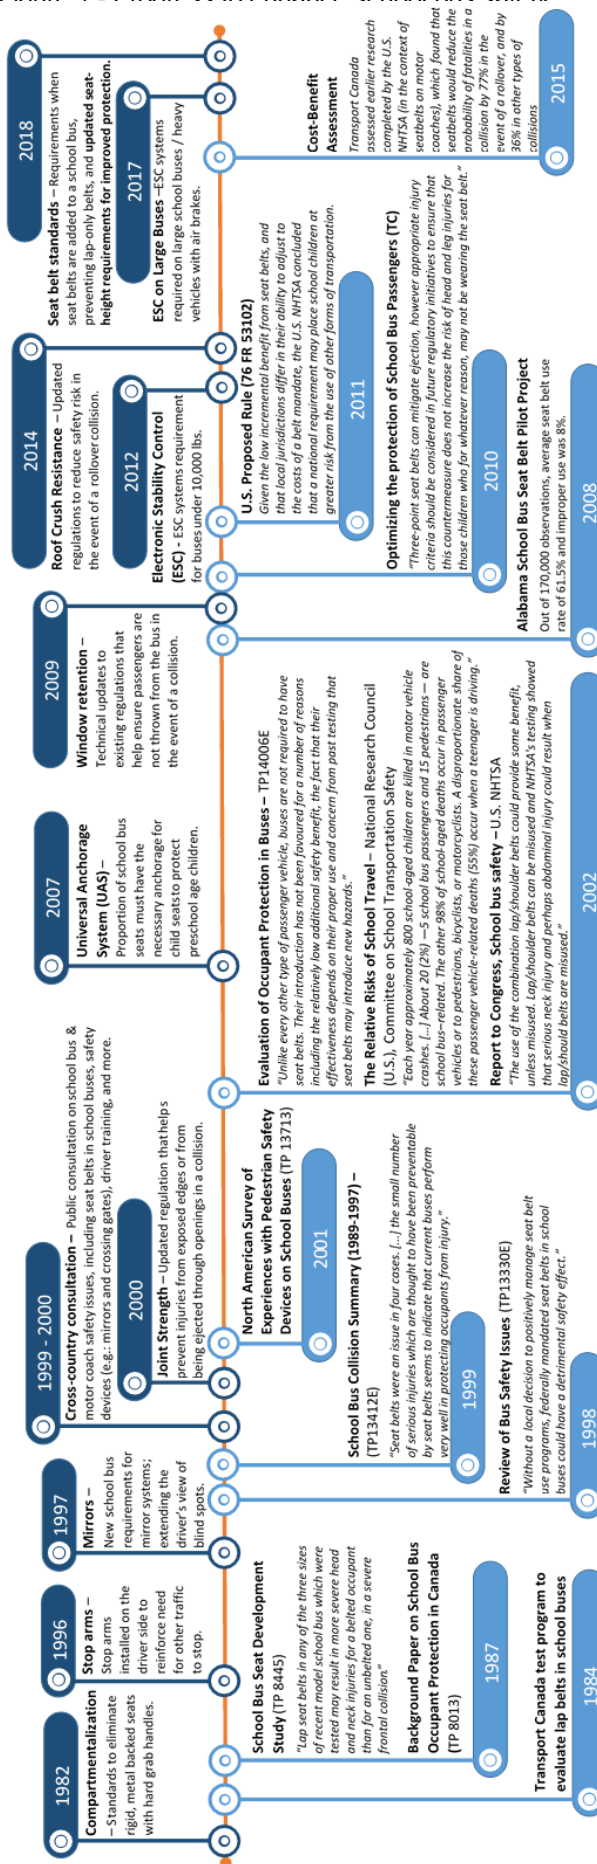 1982
Compartmentalization
– Standards to eliminate
rigid, metal backed seats
with hard grab handles.
1996
Stop arms –
Stop arms
installed on the
driver side to
reinforce need
for other traffic
to stop.
1997
Mirrors –
New school bus
requirements for
mirror systems;
extending the
driver's view of
blind spots.
1999 - 2000
Cross-country consultation – Public consultation on school bus &
motor coach safety issues, including seat belts in school buses, safety
devices (e.g.: mirrors and crossing gates), driver training, and more.
2000
Joint Strength – Updated regulation that helps
prevent injuries from exposed edges or from
being ejected through openings in a collision.
2007
Universal Anchorage
System (UAS) –
Proportion of school bus
seats must have the
necessary anchorage for
child seats to protect
preschool age children.
2009
Window retention –
Technical updates to
existing regulations that
help ensure passengers are
not thrown from the bus in
the event of a collision.
2014
Roof Crush Resistance – Updated
regulations to reduce safety risk in
the event of a rollover collision.
2012
Electronic Stability Control
(ESC) - ESC systems requirement
for buses under 10,000 lbs.
2018
Seat belt standards – Requirements when
seat belts are added to a school bus,
preventing lap-only belts, and updated seat-
height requirements for improved protection.
2017
ESC on Large Buses –ESC systems
required on large school buses / heavy
vehicles with air brakes.
Transport Canada test program to
evaluate lap belts in school buses
1984
School Bus Seat Development
Study (TP 8445)
"Lap seat belts in any of the three sizes
of recent model school bus which were
tested may result in more severe head
and neck injuries for a belted occupant
than for an unbelted one, in a severe
frontal collision."
Background Paper on School Bus
Occupant Protection in Canada
(TP 8013)
1987
Review of Bus Safety Issues (TP13330E)
"Without a local decision to positively manage seat belt
use programs, federally mandated seat belts in school
buses could have a detrimental safety effect."
1998
School Bus Collision Summary (1989-1997) –
(TP13412E)
"Seat belts were an issue in four cases. [...] the small number
of serious injuries which are thought to have been preventable
by seat belts seems to indicate that current buses perform
very well in protecting occupants from injury."
1999
North American Survey of
Experiences with Pedestrian Safety
Devices on School Buses (TP 13713)
2001
Evaluation of Occupant Protection in Buses – TP14006E
"Unlike every other type of passenger vehicle, buses are not required to have
seat belts. Their introduction has not been favoured for a number of reasons
including the relatively low additional safety benefit, the fact that their
effectiveness depends on their proper use and concern from past testing that
seat belts may introduce new hazards."
The Relative Risks of School Travel – National Research Council
(U.S.), Committee on School Transportation Safety
"Each year approximately 800 school-aged children are killed in motor vehicle
crashes. [...] About 20 (2%) —5 school bus passengers and 15 pedestrians — are
school bus–related. The other 98% of school-aged deaths occur in passenger
vehicles or to pedestrians, bicyclists, or motorcyclists. A disproportionate share of
these passenger vehicle-related deaths (55%) occur when a teenager is driving."
Report to Congress, School bus safety – U.S. NHTSA
"The use of the combination lap/shoulder belts could provide some benefit,
unless misused. Lap/shoulder belts can be misused and NHTSA's testing showed
that serious neck injury and perhaps abdominal injury could result when
lap/should belts are misused."
2002
Alabama School Bus Seat Belt Pilot Project
Out of 170,000 observations, average seat belt use
rate of 61.5% and improper use was 8%.
2008
Optimizing the protection of School Bus Passengers (TC)
"Three-point seat belts can mitigate ejection, however appropriate injury
criteria should be considered in future regulatory initiatives to ensure that
this countermeasure does not increase the risk of head and leg injuries for
those children who for whatever reason, may not be wearing the seat belt."
2010
U.S. Proposed Rule (76 FR 53102)
Given the low incremental benefit from seat belts, and
that local jurisdictions differ in their ability to adjust to
the costs of a belt mandate, the U.S. NHTSA concluded
that a national requirement may place school children at
greater risk from the use of other forms of transportation.
2011
Cost-Benefit
Assessment
Transport Canada
assessed earlier research
completed by the U.S.
NHTSA (in the context of
seatbelts on motor
coaches), which found that
seatbelts would reduce the
probability of fatalities in a
collision by 77% in the
event of a rollover, and by
36% in other types of
collisions
2015